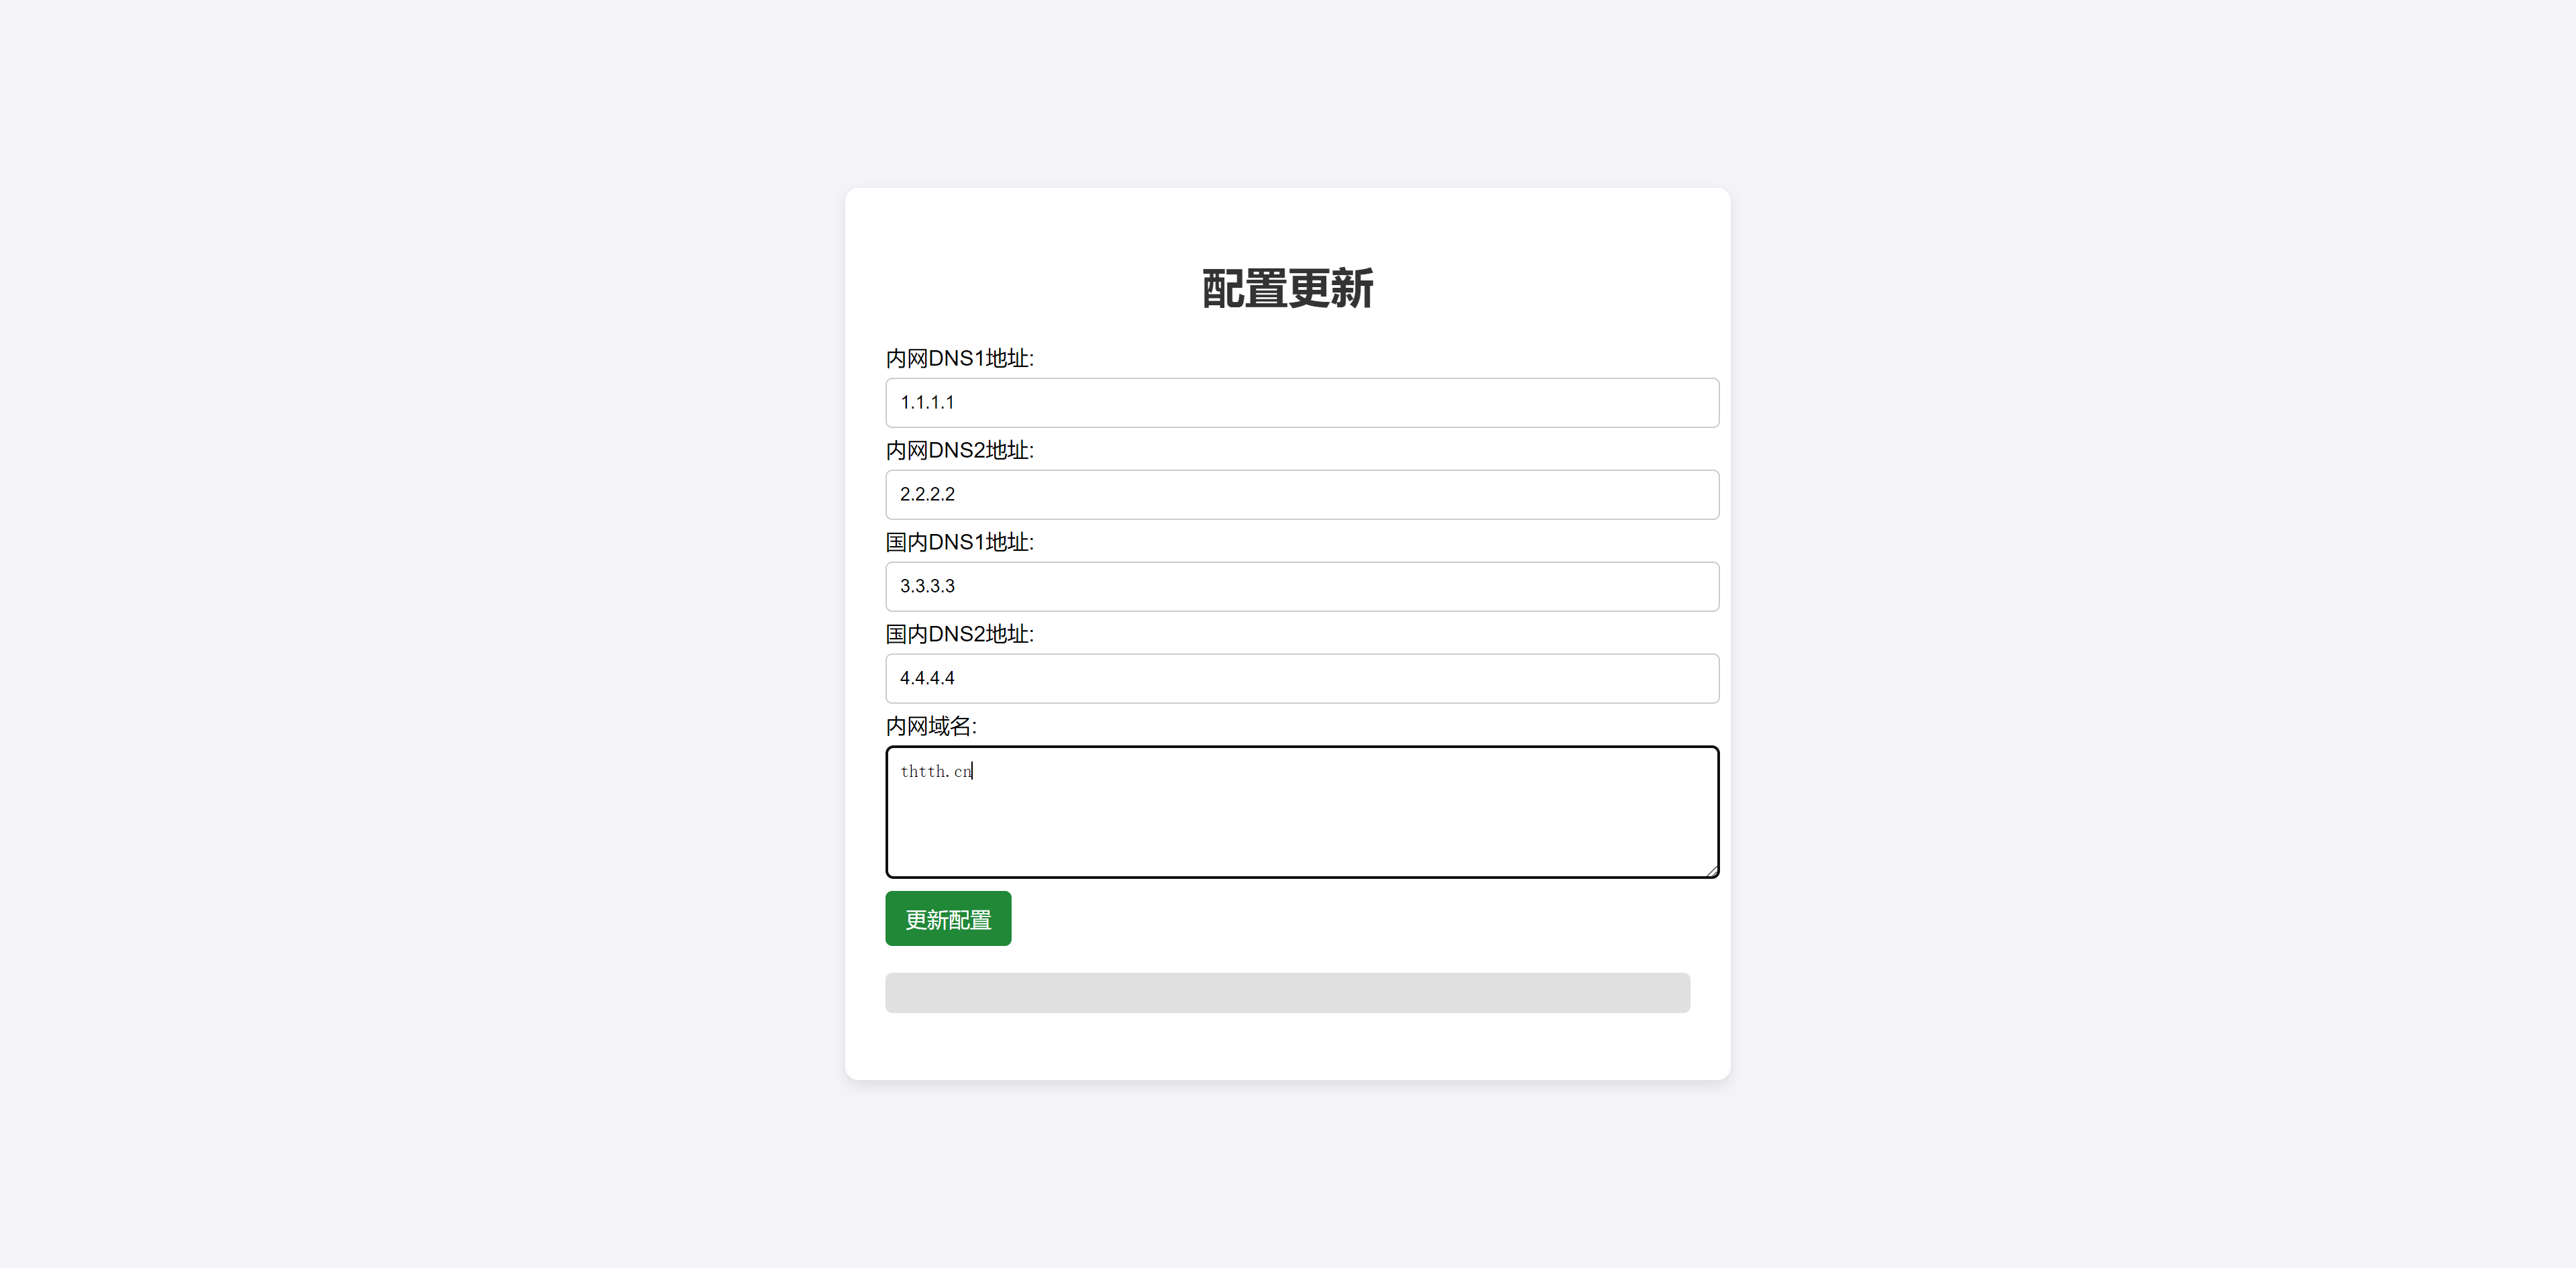 配置更新
内网DNS1地址:
1.1.1.1
内网DNS2地址:
2.2.2.2
国内DNS1地址:
3.3.3.3
国内DNS2地址:
4.4.4.4
内网域名:
thtth.cn
更新配置